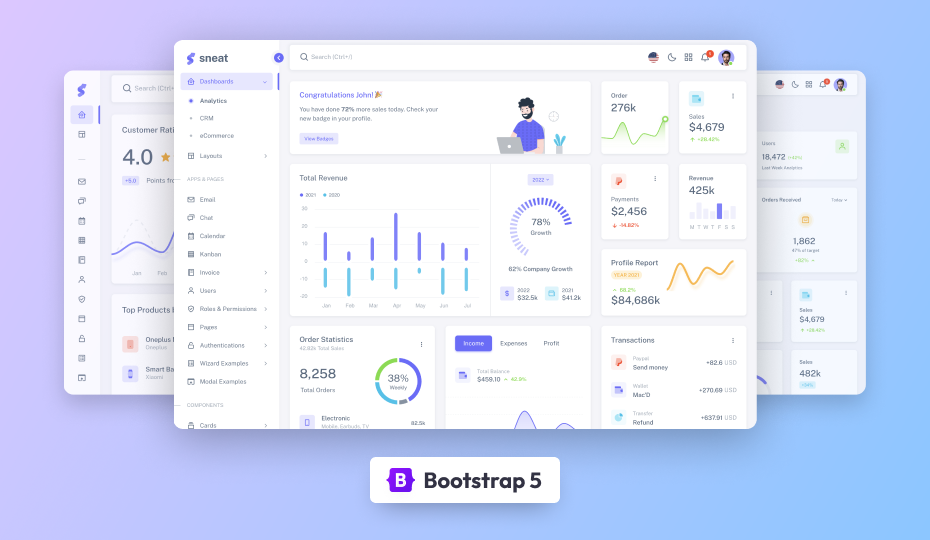 Search (Ctrl+/)
Customer Rati
4.0
+5.0
Points fro
Jan
Feb
Top Products
Oneplus
Oneplus
Smart Ba
Xiaomi
sneat
Dashboards
Analytics
CRM
eCommerce
Layouts
APPS & PAGES
Email
Chat
Calendar
Kanban
Invoice
Users
Roles & Permissions
Pages
Authentications
Wizard Examples
Modal Examples
COMPONENTS
Cards
Search (Ctrl+/)
Congratulations John!
You have done 72% more sales today. Check your
new badge in your profile.
View Badges
Order
276k
Sales
$4,679
+28.42%
Total Revenue
2021
2020
30
20
10
0
-10
-20
Jan
Feb
Mar
Apr
May
Jun
Jul
2022
78%
Growth
62% Company Growth
$
2022
$32.5k
2021
$41.2k
Payments
$2,456
-14.82%
Revenue
425k
M T W T F S S
Profile Report
YEAR 2021
68.2%
$84,686k
Order Statistics
42.82k Total Sales
8,258
Total Orders
38%
Weekly
Electronic
Mobile, Earbuds, TV
82.5k
Income
Expenses
Profit
Total Balance
$459.10
42.9%
Transactions
Paypal
Send money
+82.6 USD
Wallet
Mac'D
+270.69 USD
Transfer
Refund
+637.91 USD
Users
18,472
Last Week Analytics
Orders Received
Today
1,862
47% of target
Sales
$4,679
+28.42%
Sales
482k
+34%
B
Bootstrap 5